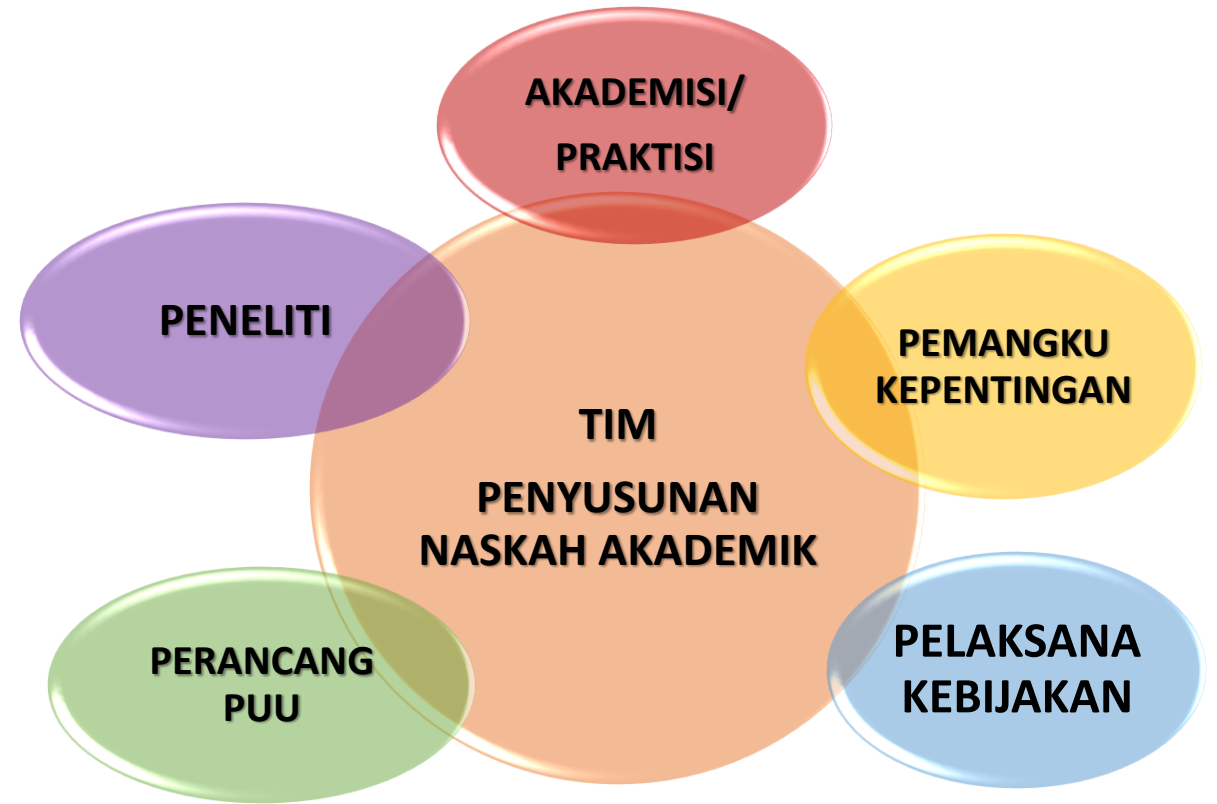 AKADEMISI/
PRAKTISI
PENELITI
PEMANGKU
KEPENTINGAN
TIM
PENYUSUNAN
NASKAH AKADEMIK
PERANCANG
PUU
PELAKSANA
KEBIJAKAN